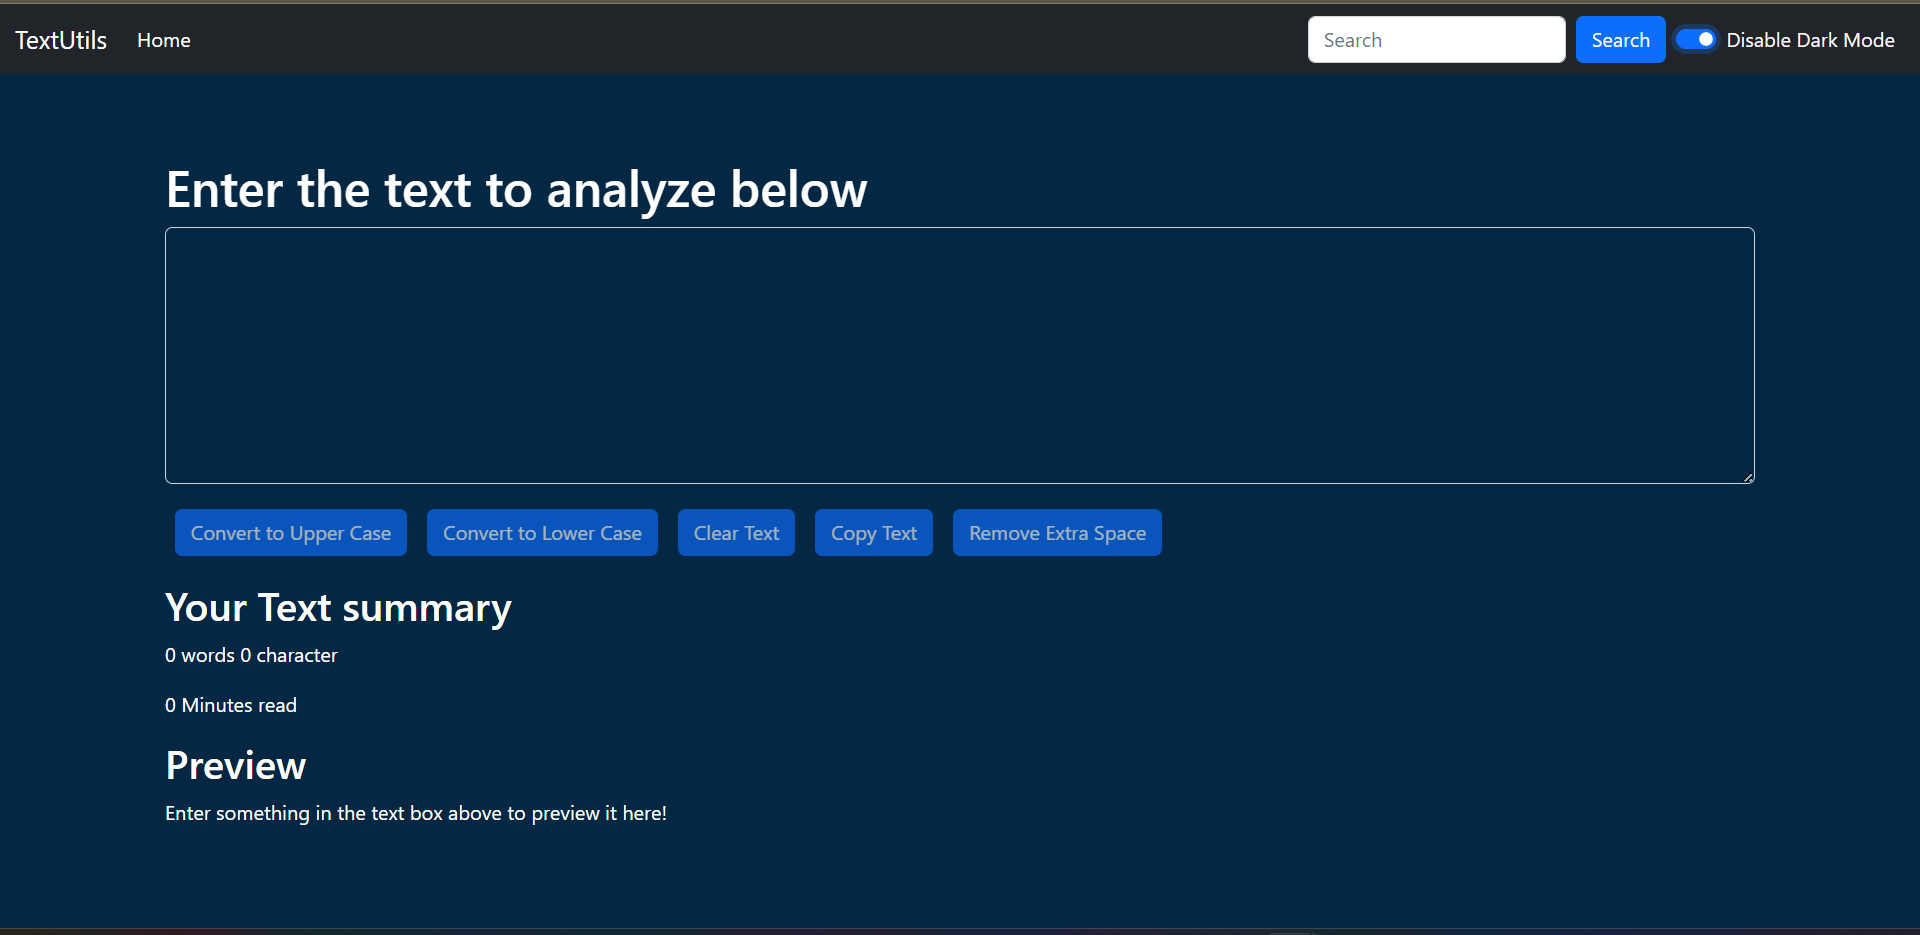 TextUtils Home Search Search Disable Dark Mode
Enter the text to analyze below
Convert to Upper Case Convert to Lower Case Clear Text Copy Text Remove Extra Space
Your Text summary
0 words 0 character
0 Minutes read
Preview
Enter something in the text box above to preview it here!